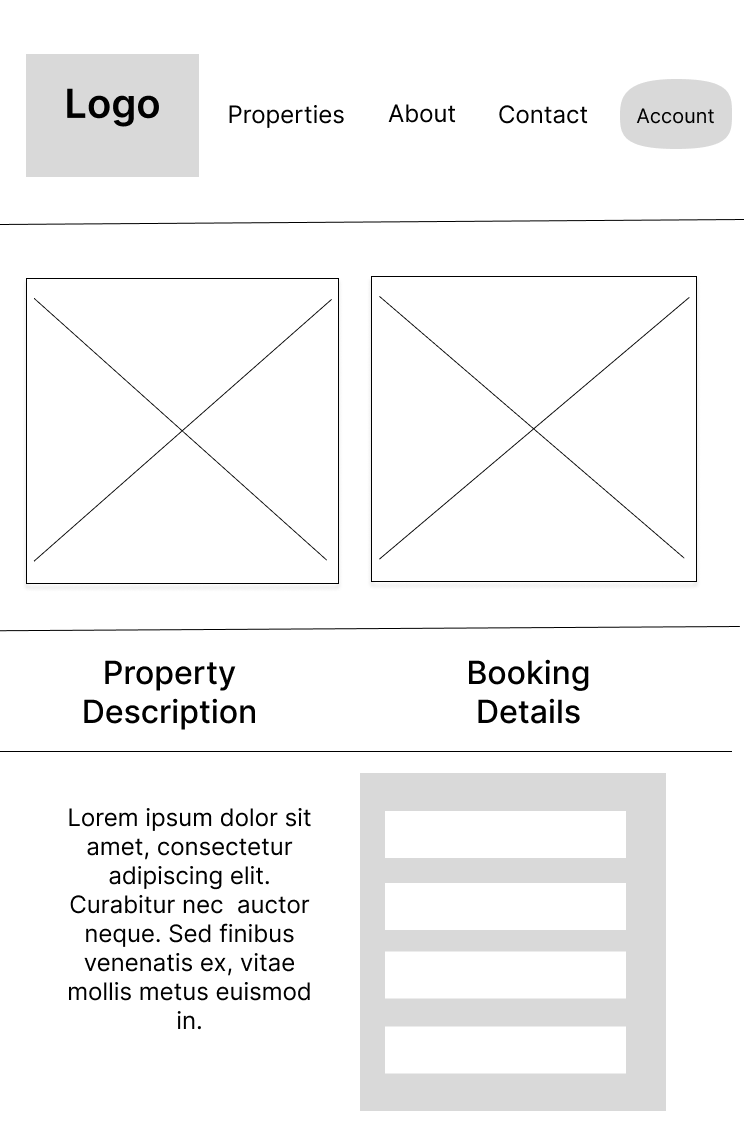 Logo
Properties About Contact Account
Property
Description
Booking
Details
Lorem ipsum dolor sit
amet, consectetur
adipiscing elit.
Curabitur nec  auctor
neque. Sed finibus
venenatis ex, vitae
mollis metus euismod
in.